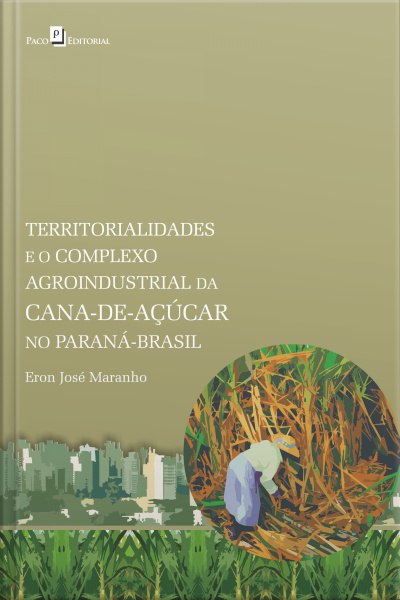 PACO EDITORIAL
P
TERRITORIALIDADES
E O COMPLEXO
AGROINDUSTRIAL DA
CANA-DE-AÇÚCAR
NO PARANÁ-BRASIL
Eron José Maranho